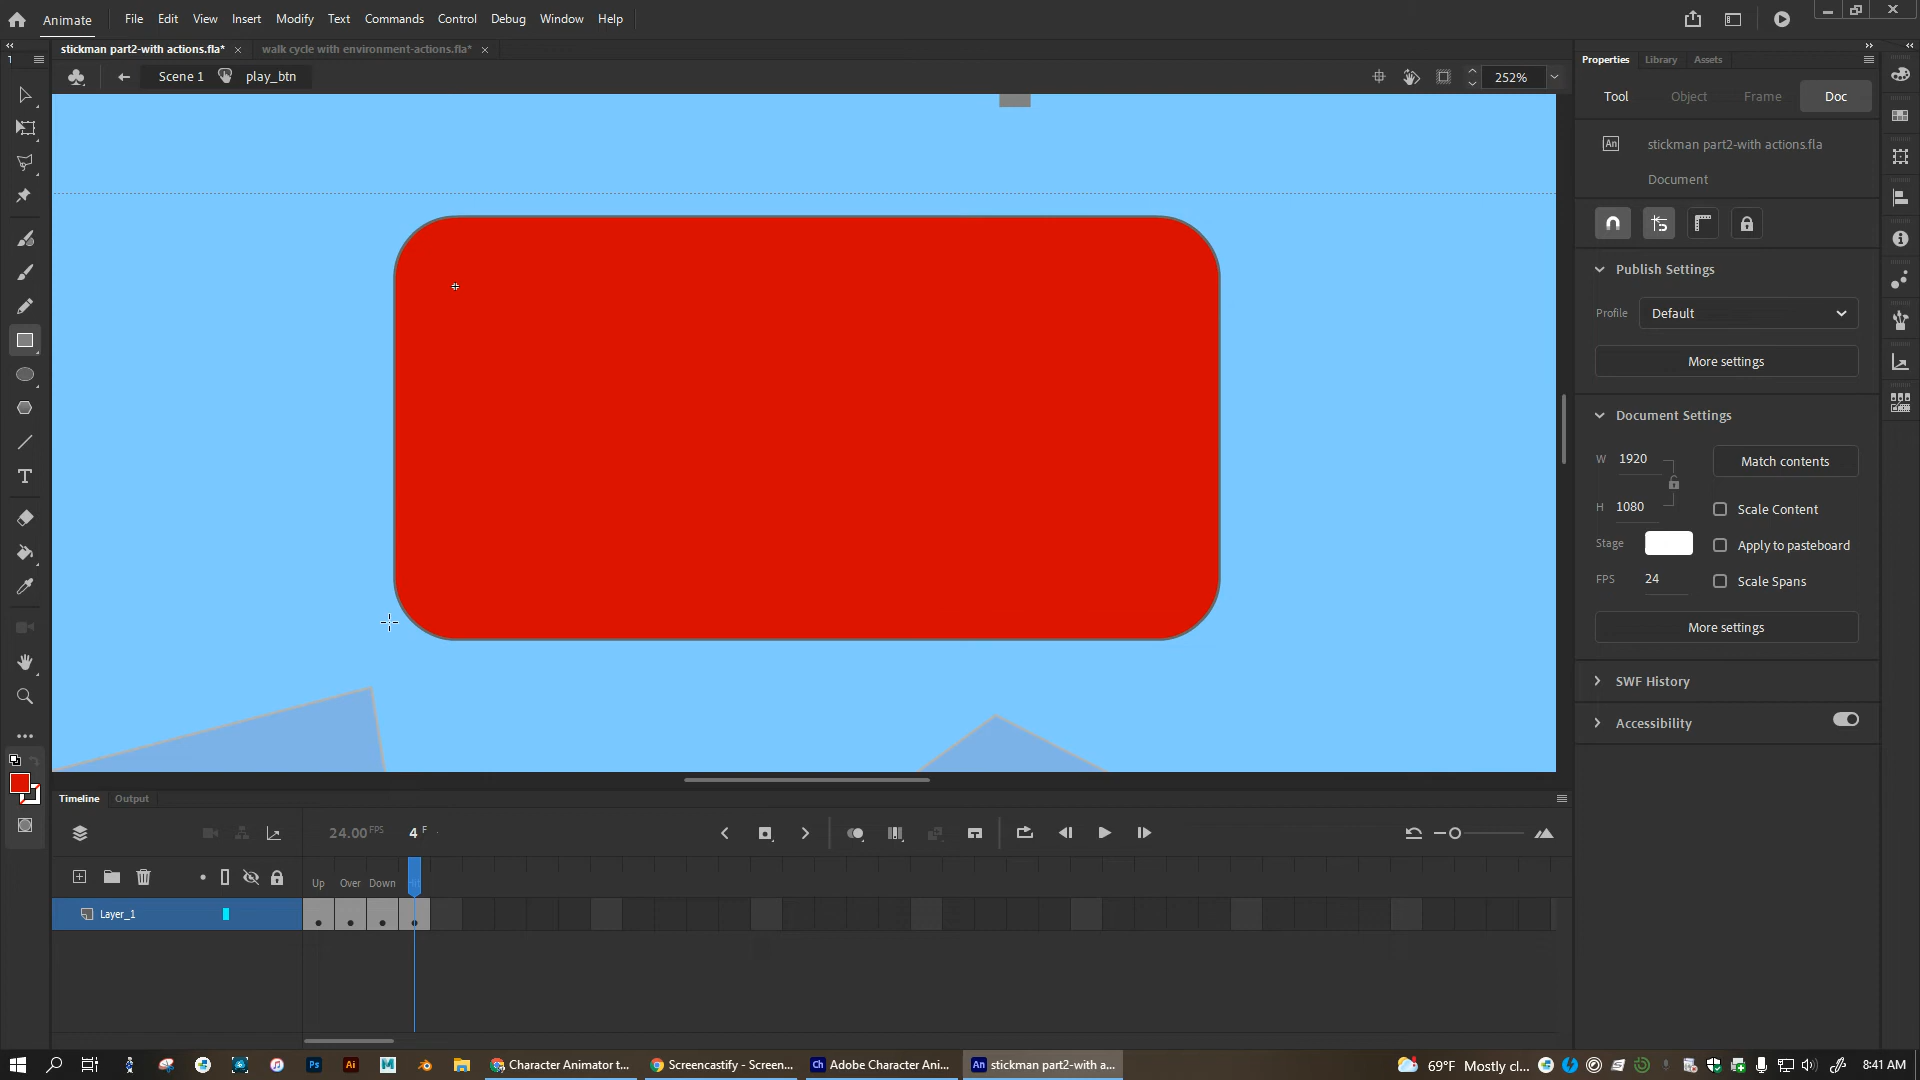 Animate File Edit View Insert Modify Text Commands Control Debug Window Help
stickman part2-with actions.fla* walk cycle with environment-actions.fla*
1
Scene 1 play_btn 252%
Properties Library Assets
Tool Object Frame Doc
An stickman part2-with actions.fla
Document
Publish Settings
Profile Default
More settings
Document Settings
W 1920 Match contents
H 1080 Scale Content
Stage Apply to pasteboard
FPS 24 Scale Spans
More settings
SWF History
Accessibility
Timeline Output
24.00 FPS 4 F
Up Over Down
Layer_1
Character Animator t... Screencastify - Screen... Adobe Character Ani... stickman part2-with a... 69°F Mostly cl... 8:41 AM